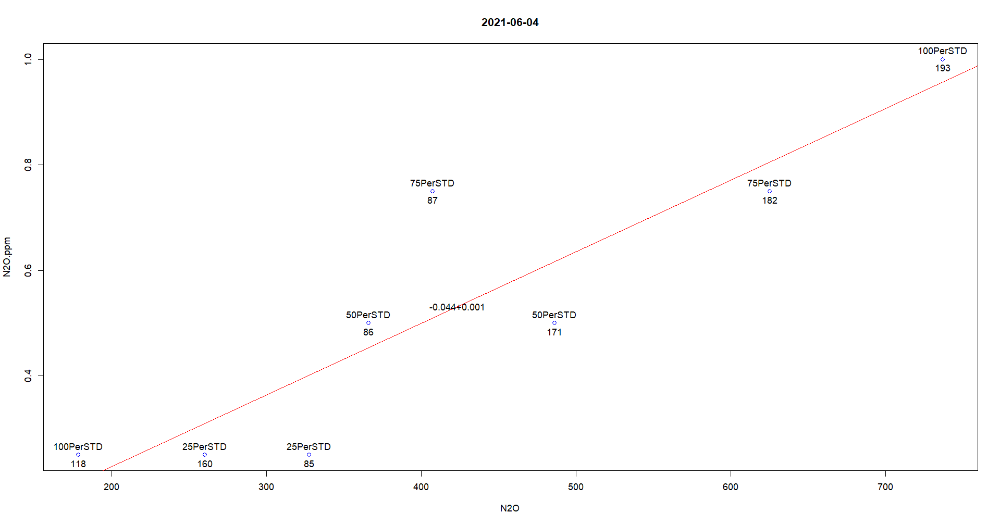 2021-06-04
100PerSTD
193
1.0
0.8
0.6
0.4
N2O.ppm
75PerSTD
87
75PerSTD
182
-0.044+0.001
50PerSTD
86
50PerSTD
171
100PerSTD
118
25PerSTD
160
25PerSTD
85
200 300 400 500 600 700
N2O